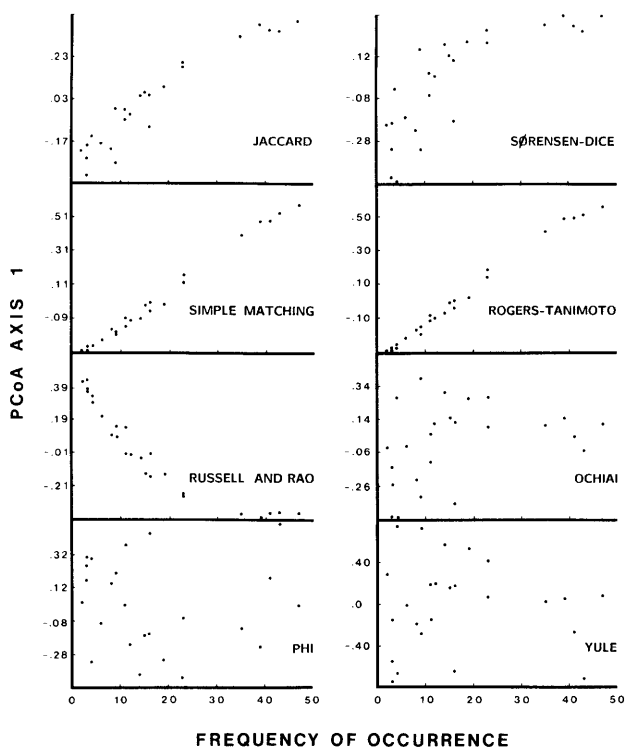 .23
.03
-.17
JACCARD
.12
-.08
-.28
SØRENSEN-DICE
.51
.31
.11
-.09
SIMPLE MATCHING
.50
.30
.10
-.10
ROGERS-TANIMOTO
.39
.19
-.01
-.21
RUSSELL AND RAO
.34
.14
-.06
-.26
OCHIAI
.32
.12
-.08
-.28
PHI
.40
.0
-.40
YULE
0 10 20 30 40 50
0 10 20 30 40 50
PCoA AXIS 1
FREQUENCY OF OCCURRENCE